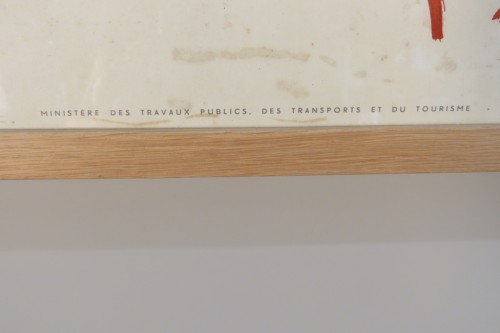 MINISTÈRE DES TRAVAUX PUBLICS, DES TRANSPORTS ET DU TOURISME